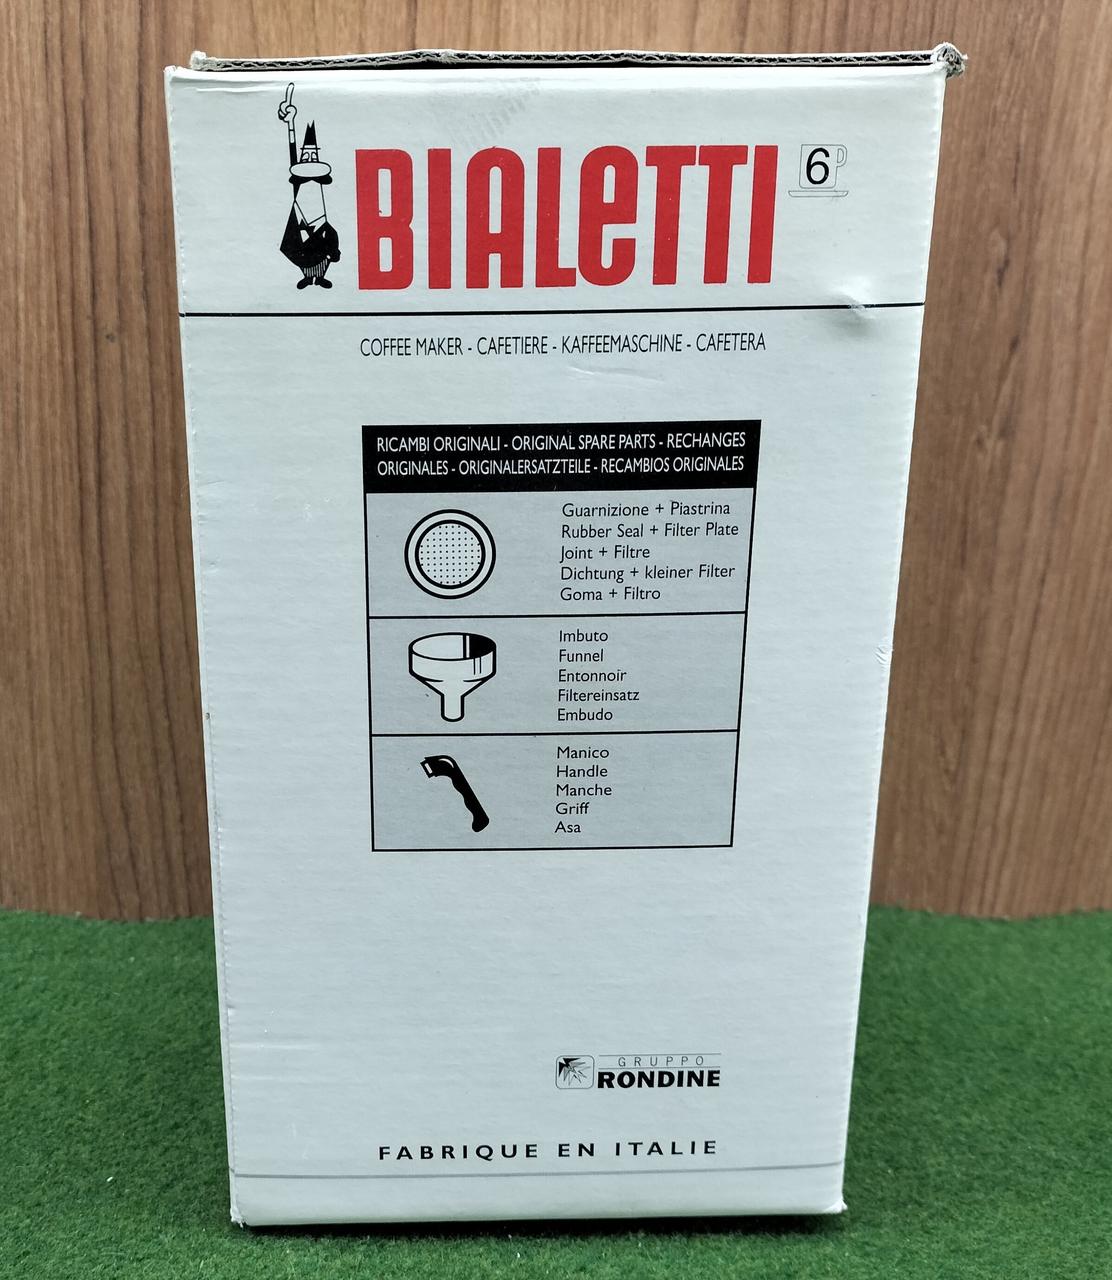 BIALETTI 6
COFFEE MAKER - CAFETIERE - KAFFEEMASCHINE - CAFETERA
RICAMBI ORIGINALI - ORIGINAL SPARE PARTS - RECHANGES
ORIGINALES - ORIGINALERSATZTEILE - RECAMBIOS ORIGINALES
Guarnizione + Piastrina
Rubber Seal + Filter Plate
Joint + Filtre
Dichtung + kleiner Filter
Goma + Filtro
Imbuto
Funnel
Entonnoir
Filtereinsatz
Embudo
Manico
Handle
Manche
Griff
Asa
GRUPPO
RONDINE
FABRIQUE EN ITALIE